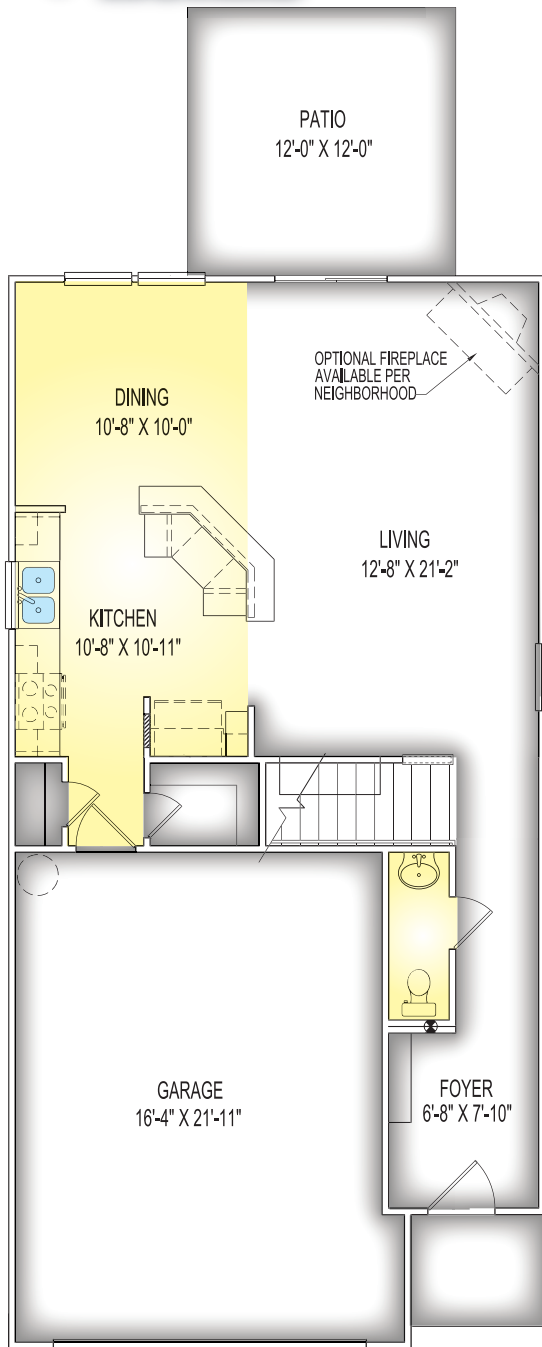 PATIO
12'-0" X 12'-0"
OPTIONAL FIREPLACE
AVAILABLE PER
NEIGHBORHOOD
DINING
10'-8" X 10'-0"
LIVING
12'-8" X 21'-2"
KITCHEN
10'-8" X 10'-11"
GARAGE
16'-4" X 21'-11"
FOYER
6'-8" X 7'-10"